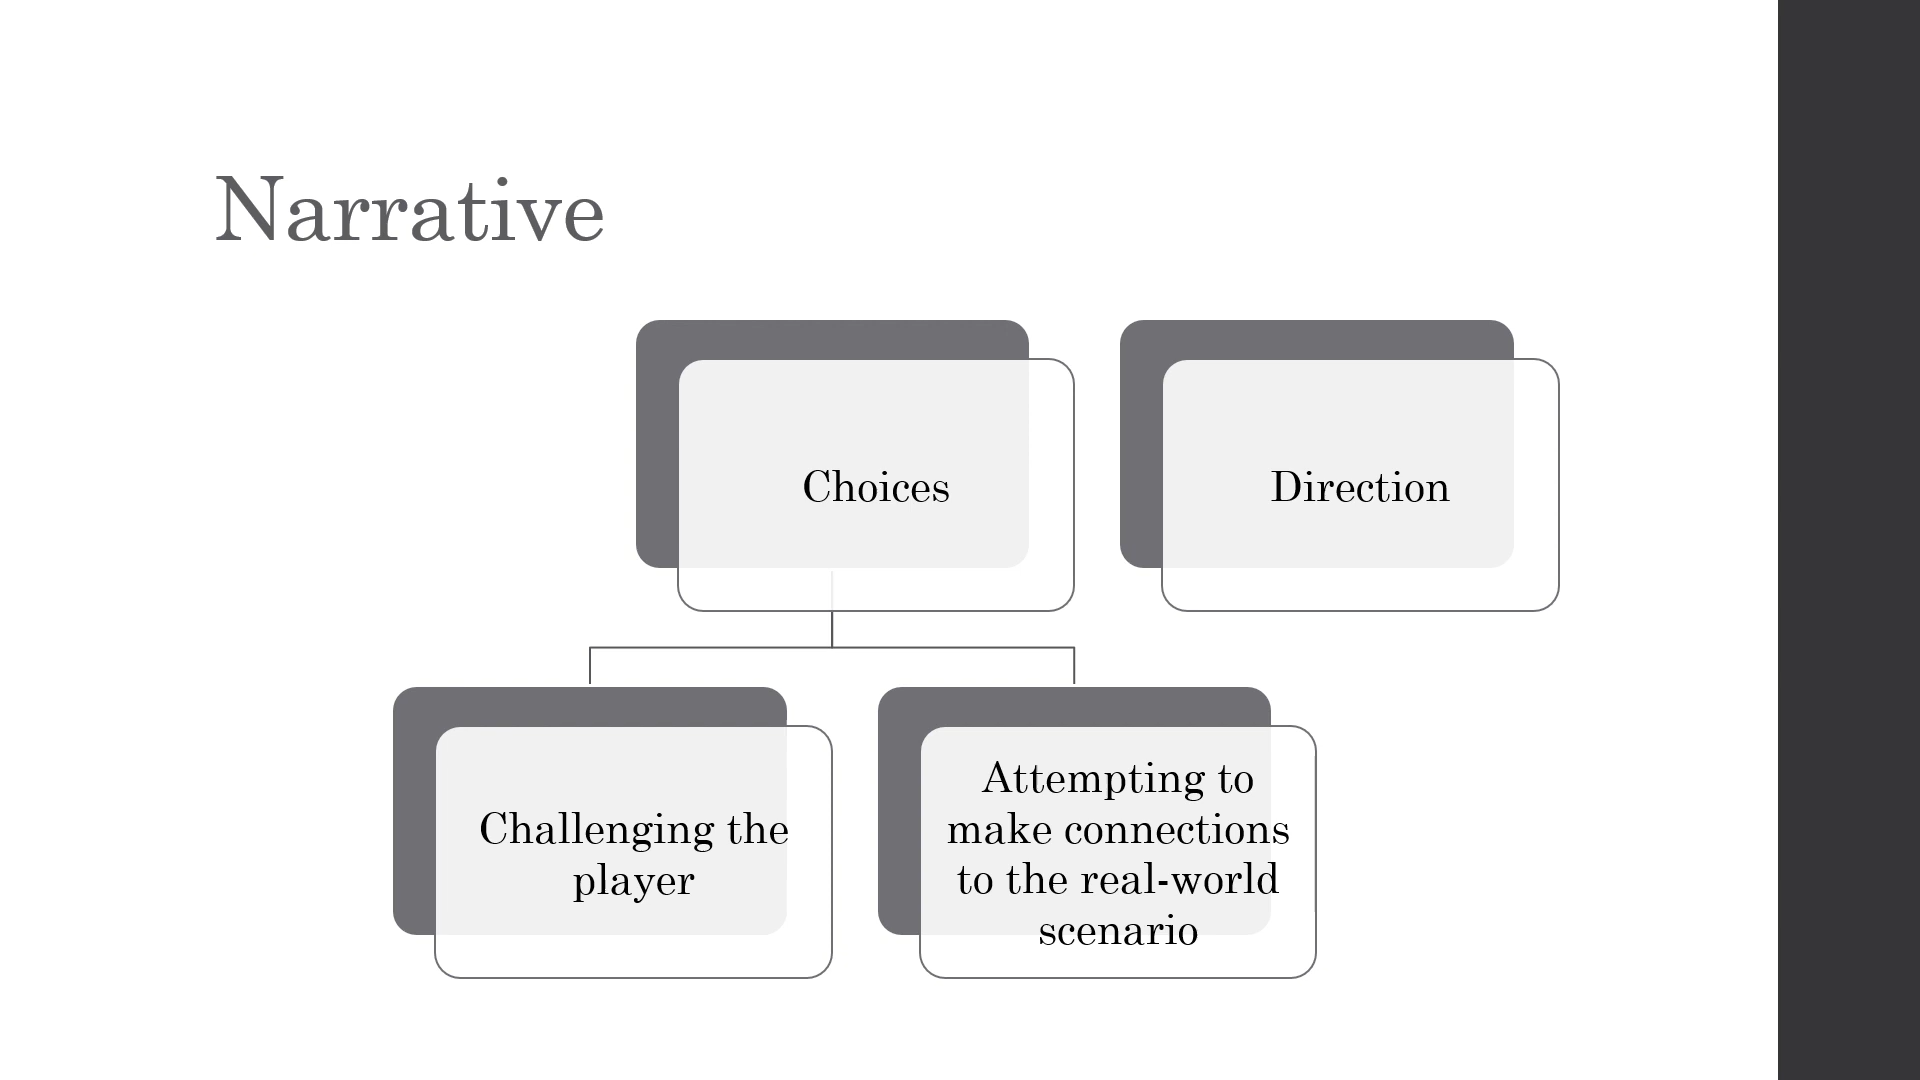 Narrative
Choices
Direction
Challenging the
player
Attempting to
make connections
to the real-world
scenario